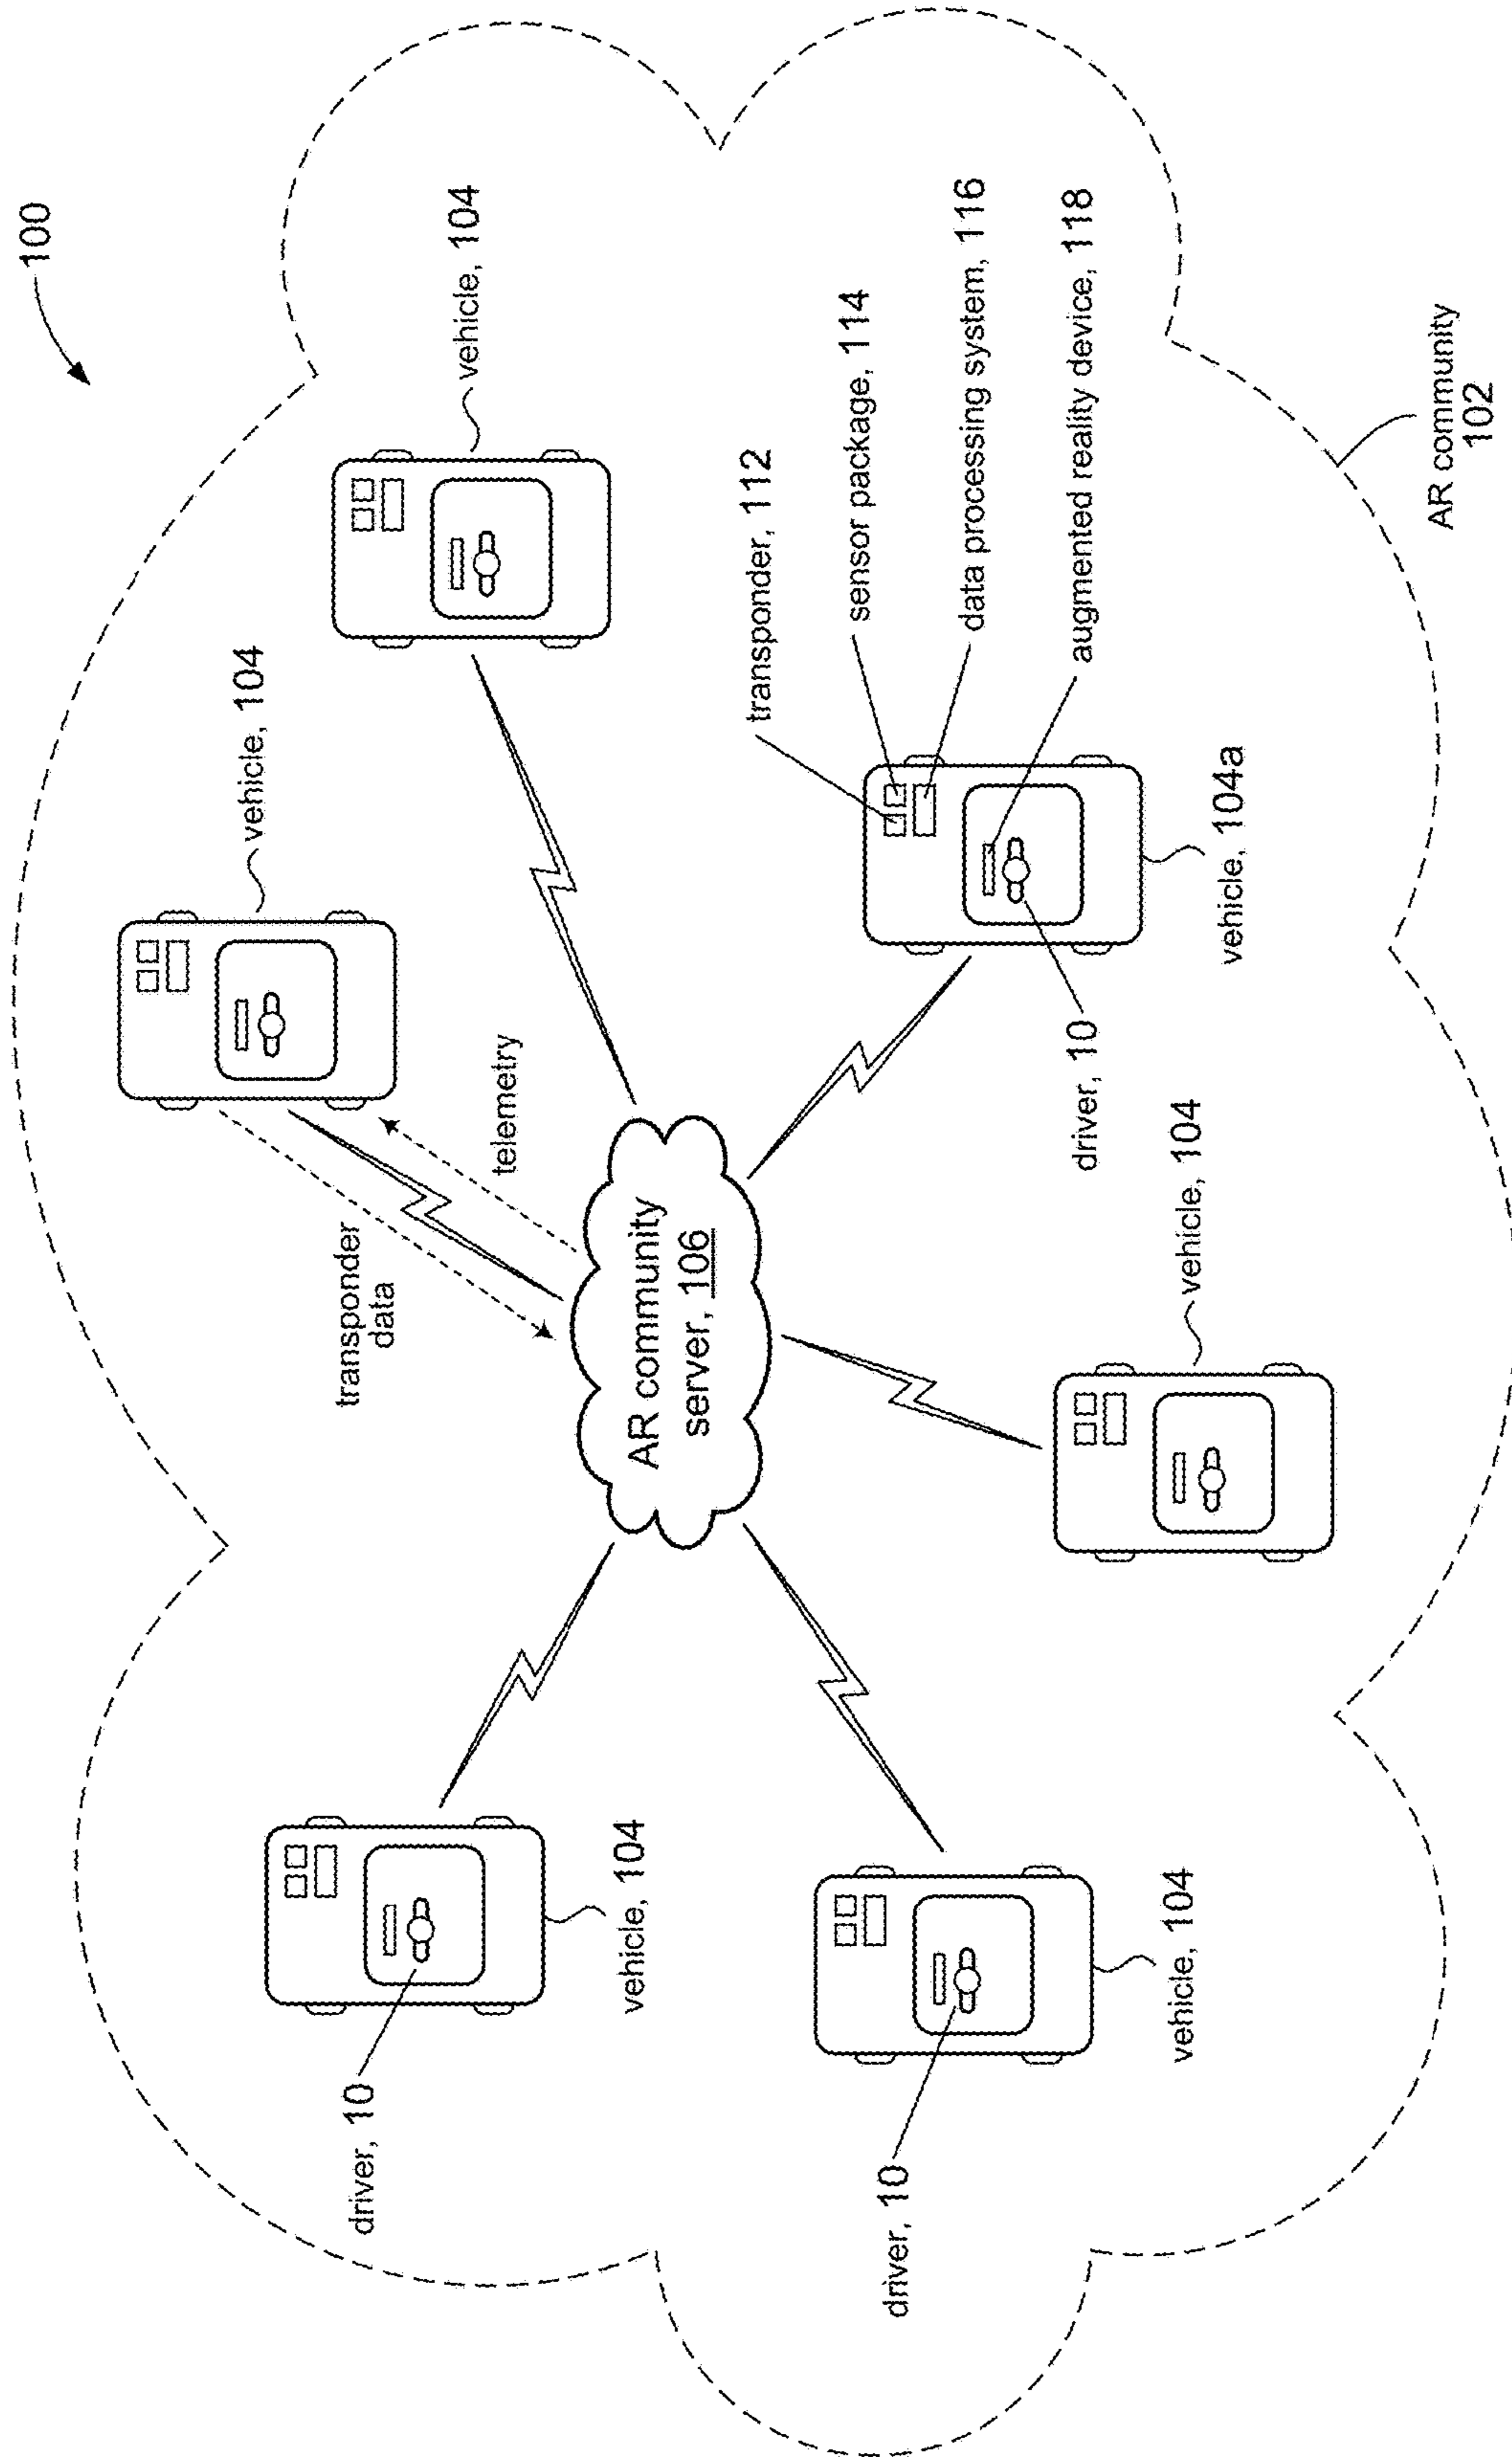 100
vehicle, 104
transponder
data
driver, 10
vehicle, 104
telemetry
vehicle, 104
AR community
server, 106
transponder, 112
sensor package, 114
driver, 10
data processing system, 116
driver, 10
augmented reality device, 118
vehicle, 104
vehicle, 104
vehicle, 104a
AR community
102